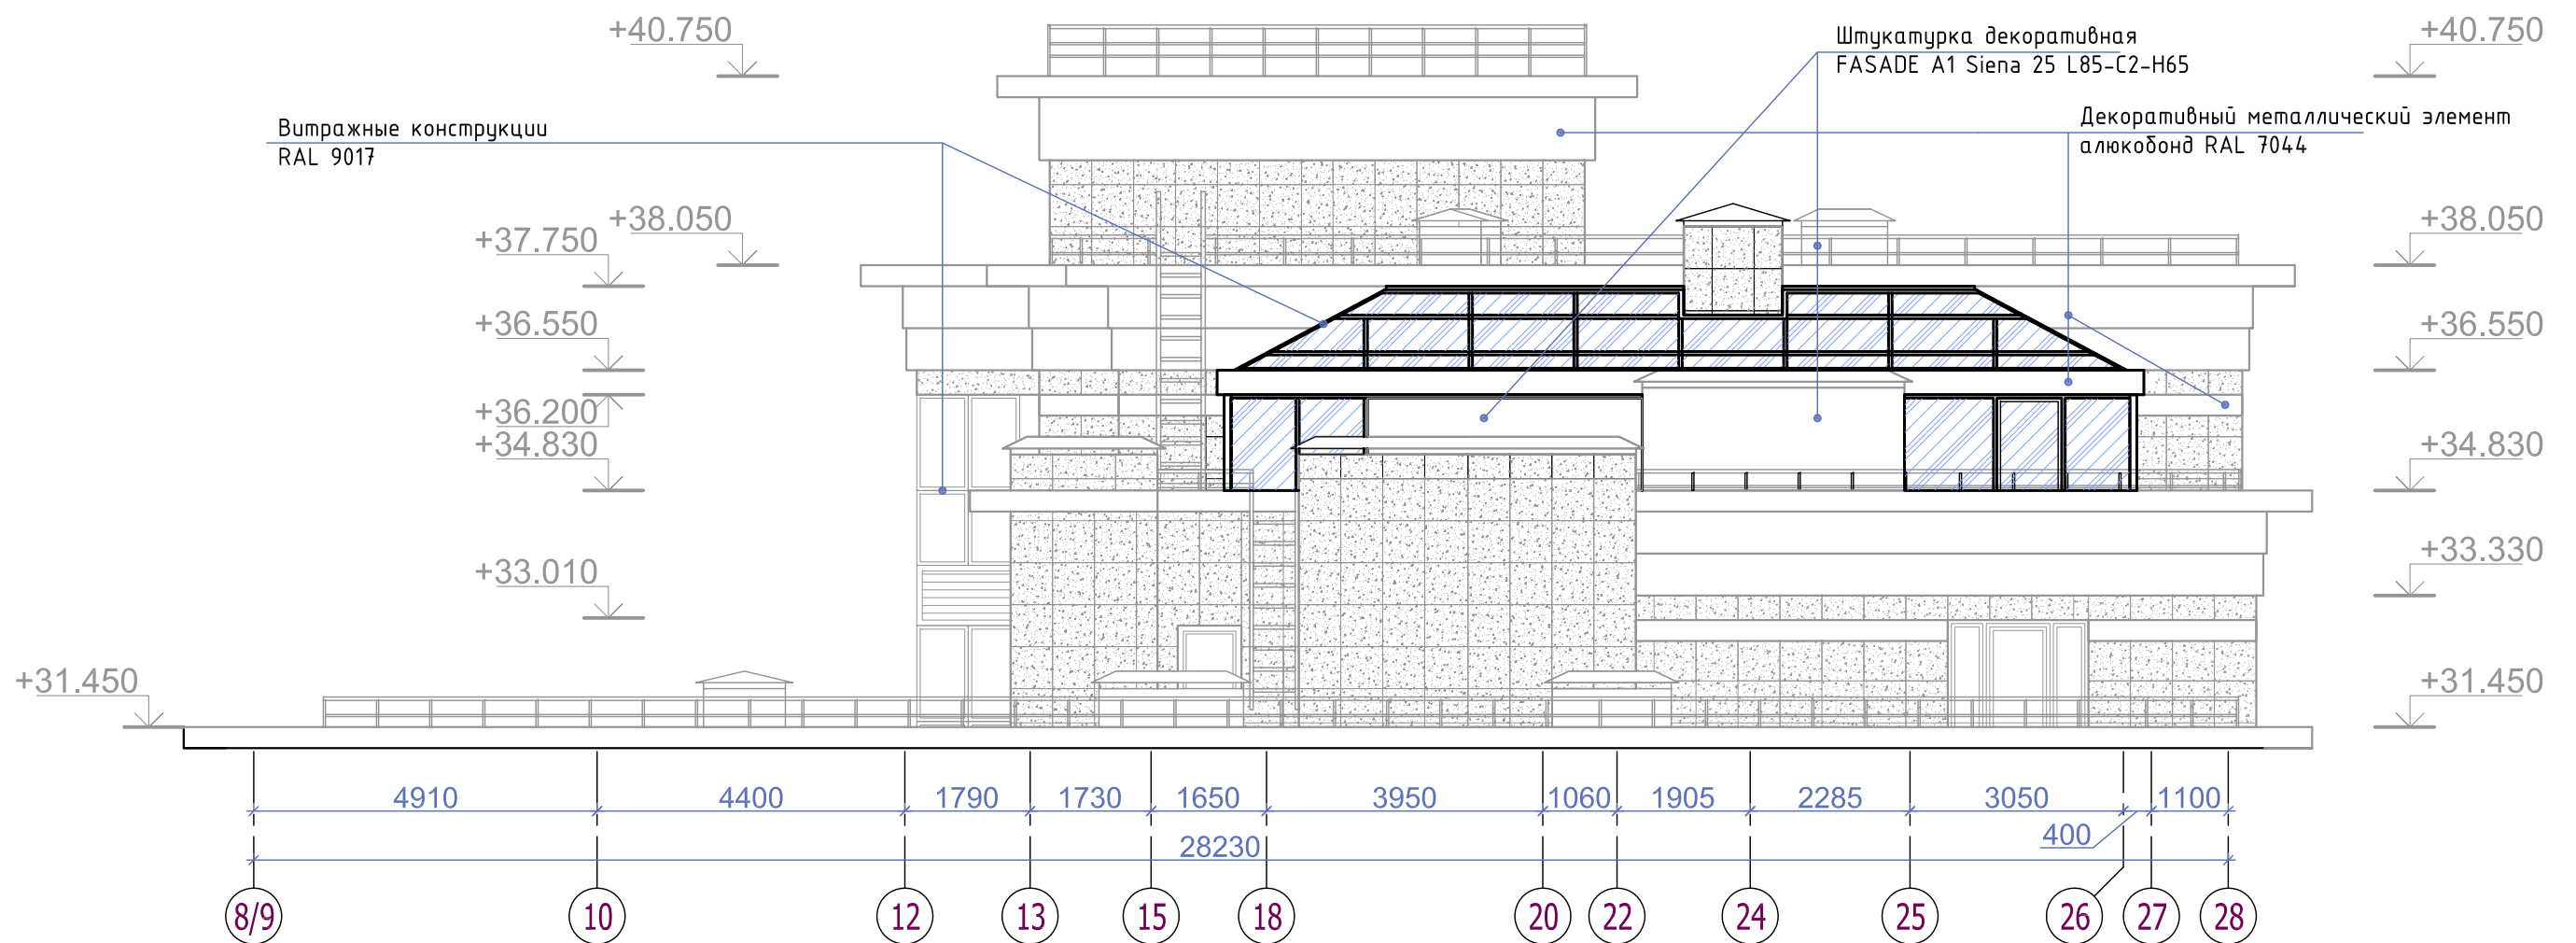 +40.750
Штукатурка декоративная
FASADE A1 Siena 25 L85-C2-H65
+40.750
Витражные конструкции
RAL 9017
Декоративный металлический элемент
алюкобонд RAL 7044
+38.050
+38.050
+37.750
+36.550
+36.550
+36.200
+34.830
+34.830
+33.010
+33.330
+31.450
+31.450
4910 4400 1790 1730 1650 3950 1060 1905 2285 3050 1100
400
28230
8/9 10 12 13 15 18 20 22 24 25 26 27 28